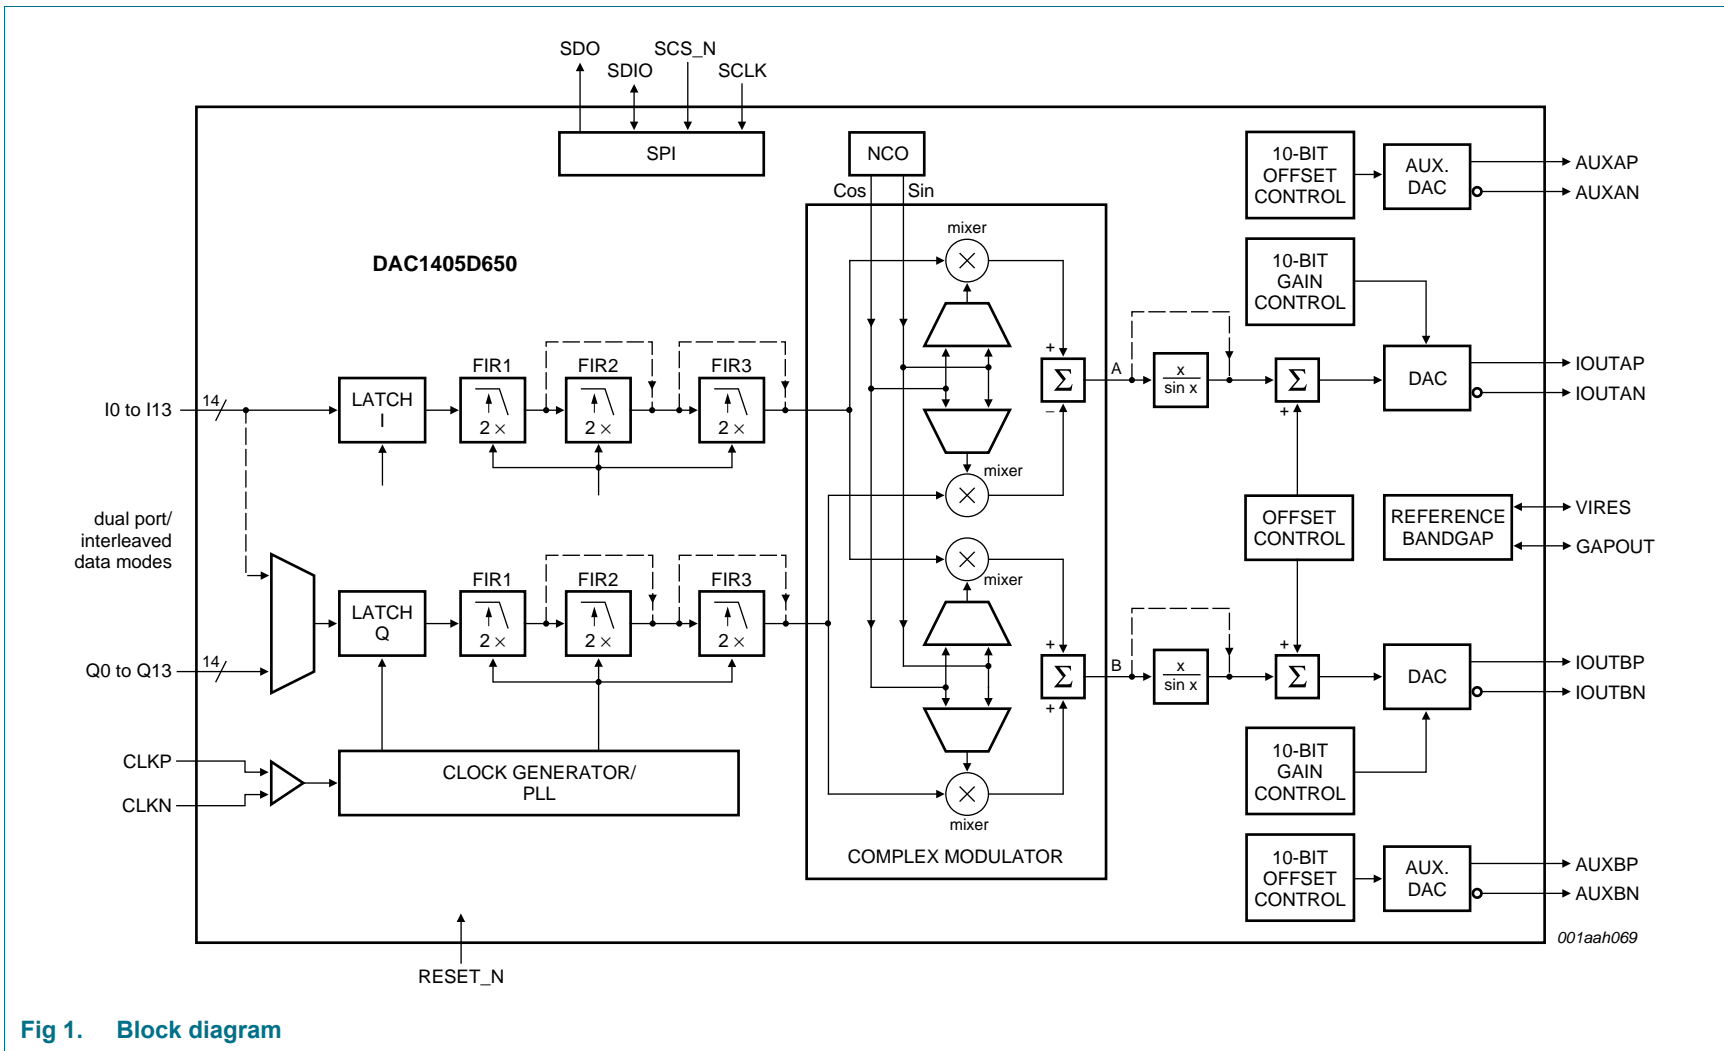 SDO
SDIO
SCS_N
SCLK
SPI
NCO
Cos
Sin
10-BIT
OFFSET
CONTROL
AUX.
DAC
AUXAP
AUXAN
DAC1405D650
mixer
10-BIT
GAIN
CONTROL
I0 to I13
14
LATCH
I
FIR1
2 ×
FIR2
2 ×
FIR3
2 ×
×
+
Σ
−
A
x
sin x
Σ
+
DAC
IOUTAP
IOUTAN
mixer
×
dual port/
interleaved
data modes
OFFSET
CONTROL
REFERENCE
BANDGAP
VIRES
GAPOUT
×
mixer
Q0 to Q13
14
LATCH
Q
FIR1
2 ×
FIR2
2 ×
FIR3
2 ×
+
Σ
+
B
x
sin x
+
Σ
DAC
IOUTBP
IOUTBN
CLKP
CLKN
CLOCK GENERATOR/
PLL
×
mixer
COMPLEX MODULATOR
10-BIT
GAIN
CONTROL
10-BIT
OFFSET
CONTROL
AUX.
DAC
AUXBP
AUXBN
RESET_N
001aah069
Fig 1. Block diagram